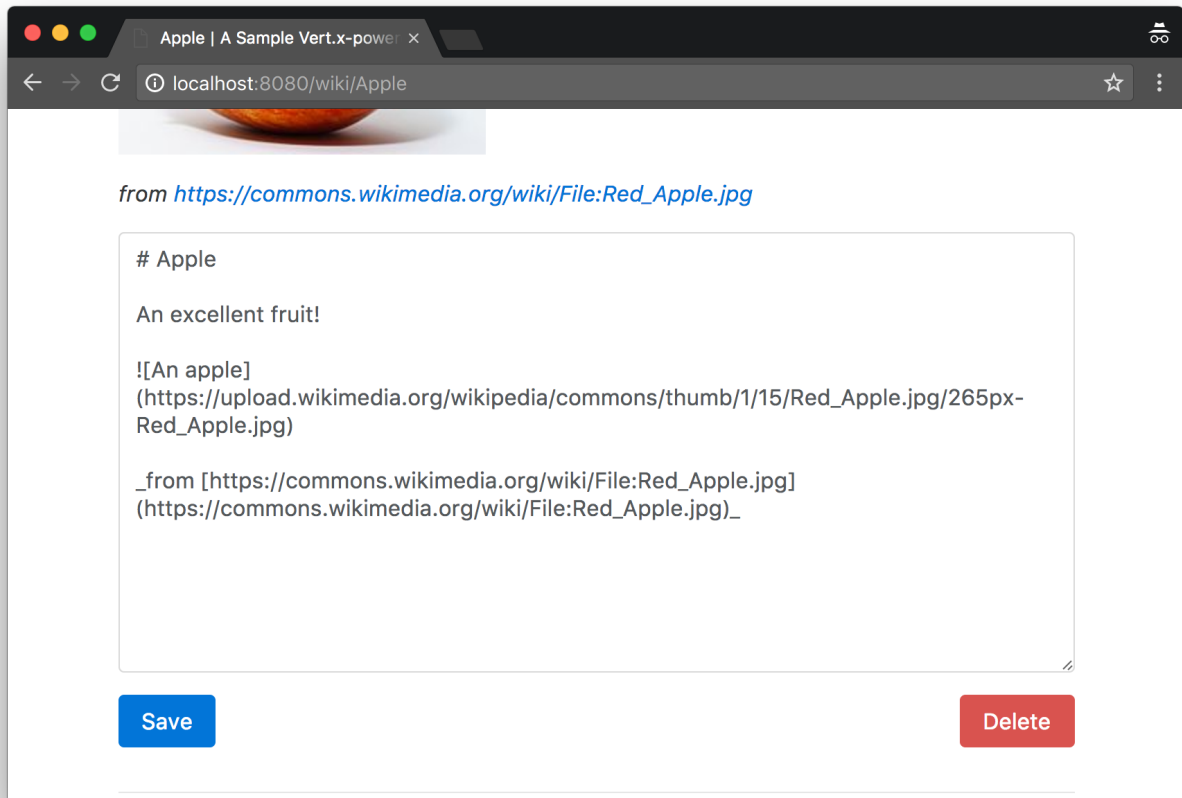 Apple | A Sample Vert.x-power
localhost:8080/wiki/Apple
from https://commons.wikimedia.org/wiki/File:Red_Apple.jpg
# Apple
An excellent fruit!
![An apple]
(https://upload.wikimedia.org/wikipedia/commons/thumb/1/15/Red_Apple.jpg/265px-
Red_Apple.jpg)
_from [https://commons.wikimedia.org/wiki/File:Red_Apple.jpg]
(https://commons.wikimedia.org/wiki/File:Red_Apple.jpg)_
Save
Delete